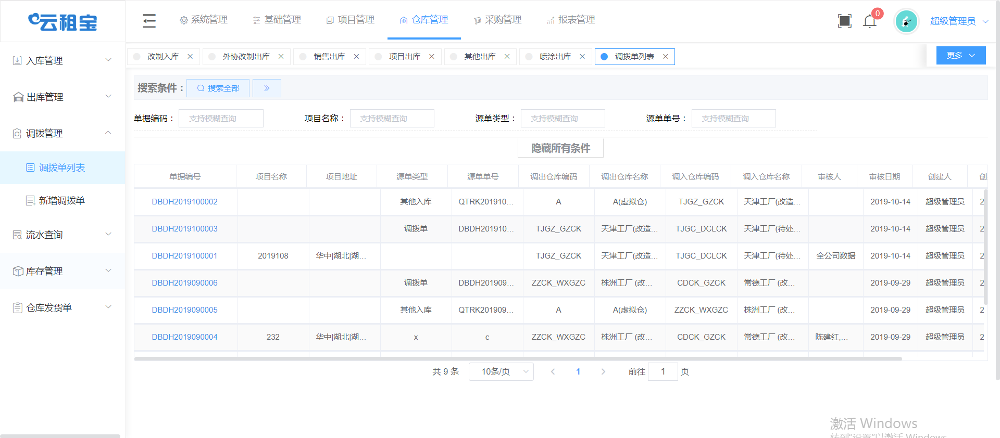 云租宝
系统管理 基础管理 项目管理 仓库管理 采购管理 报表管理
0
超级管理员
改制入库 外协改制出库 销售出库 项目出库 其他出库 喷涂出库 调拨单列表 更多
入库管理
出库管理
调拨管理
调拨单列表
新增调拨单
流水查询
库存管理
仓库发货单
搜索条件： 搜索全部
单据编码： 支持模糊查询 项目名称： 支持模糊查询 源单类型： 支持模糊查询 源单单号： 支持模糊查询
隐藏所有条件
单据编号 项目名称 项目地址 源单类型 源单单号 调出仓库编码 调出仓库名称 调入仓库编码 调入仓库名称 审核人 审核日期 创建人 创
DBDH2019100002 其他入库 QTRK201910... A A(虚拟仓) TJGZ_GZCK 天津工厂(改造... 2019-10-14 超级管理员 2
DBDH2019100003 调拨单 DBDH201910... TJGZ_GZCK 天津工厂(改造... TJGC_DCLCK 天津工厂(待处... 2019-10-14 超级管理员 2
DBDH2019100001 2019108 华中|湖北|湖... TJGZ_GZCK 天津工厂(改造... TJGC_DCLCK 天津工厂(待处... 全公司数据 2019-10-14 超级管理员 2
DBDH2019090006 调拨单 DBDH201909... ZZCK_WXGZC 株洲工厂 (改... CDCK_GZCK 常德工厂 (改... 2019-09-29 超级管理员 2
DBDH2019090005 其他入库 QTRK201909... A A(虚拟仓) ZZCK_WXGZC 株洲工厂 (改... 2019-09-29 超级管理员 2
DBDH2019090004 232 华中|湖北|湖... x c ZZCK_WXGZC 株洲工厂 (改... CDCK_GZCK 常德工厂 (改... 陈建红,... 2019-09-29 超级管理员 2
共 9 条 10条/页 1 前往 1 页
激活 Windows
转到"设置"以激活 Windows